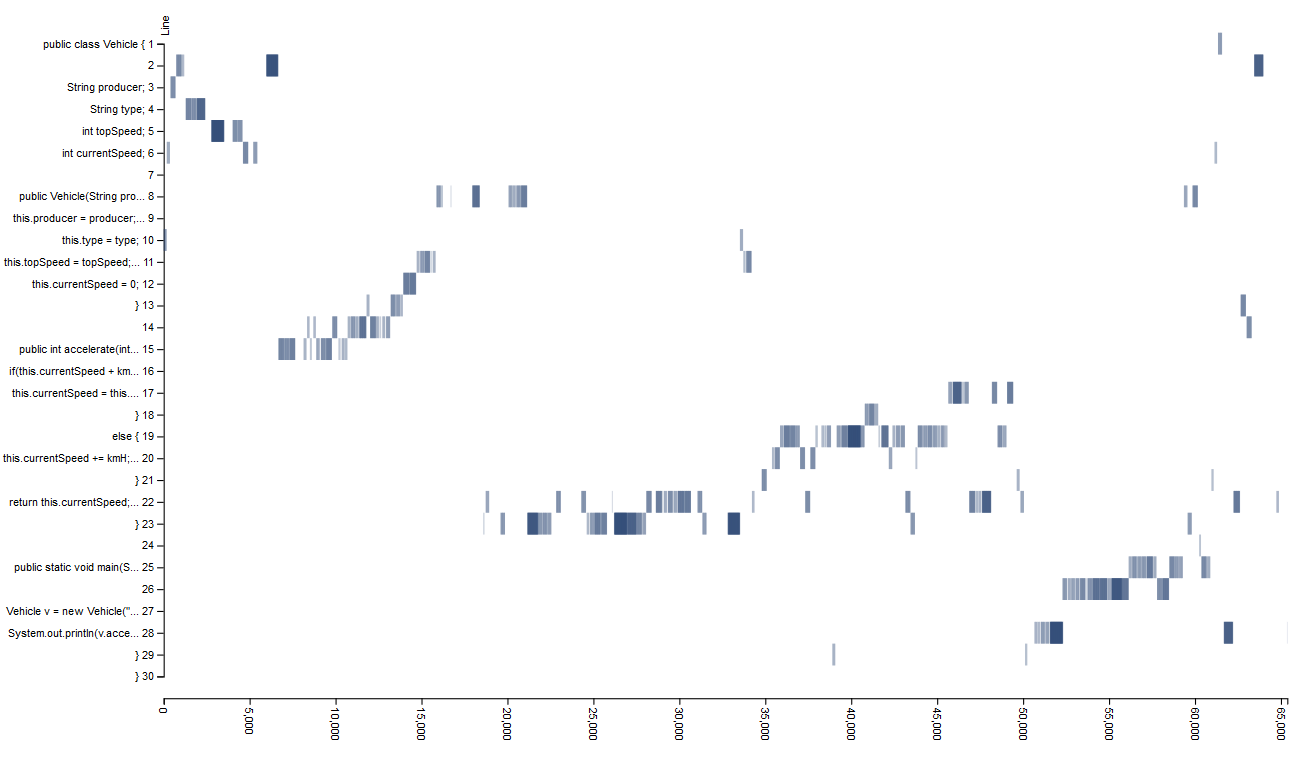 Line
public class Vehicle { 1
2
String producer; 3
String type; 4
int topSpeed; 5
int currentSpeed; 6
7
public Vehicle(String pro... 8
this.producer = producer;... 9
this.type = type; 10
this.topSpeed = topSpeed;... 11
this.currentSpeed = 0; 12
} 13
14
public int accelerate(int... 15
if(this.currentSpeed + km... 16
this.currentSpeed = this.... 17
} 18
else { 19
this.currentSpeed += kmH;... 20
} 21
return this.currentSpeed;... 22
} 23
24
public static void main(S... 25
26
Vehicle v = new Vehicle("... 27
System.out.println(v.acce... 28
} 29
} 30
0 5,000 10,000 15,000 20,000 25,000 30,000 35,000 40,000 45,000 50,000 55,000 60,000 65,000